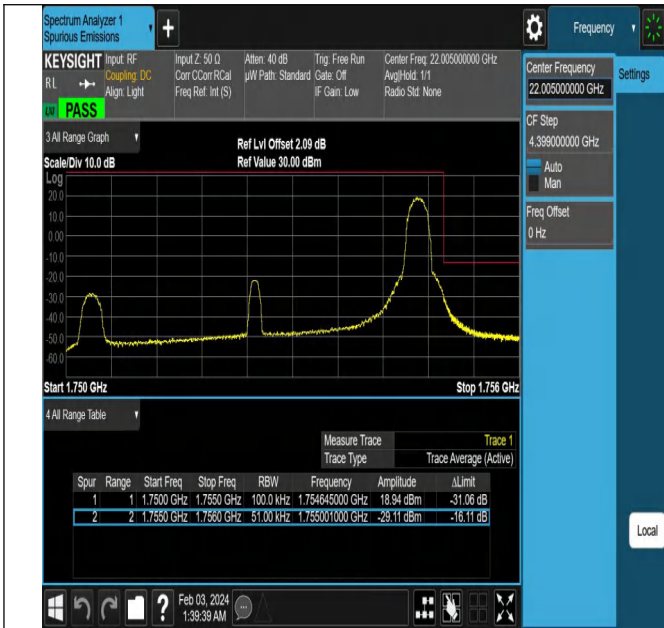 Spectrum Analyzer 1
Spurious Emissions
Frequency
KEYSIGHT
RL
PASS
Input: RF
Coupling: DC
Align: Light
Input Z: 50 Ω
Corr CCorr RCal
Freq Ref: Int (S)
Atten: 40 dB
µW Path: Standard
Trig: Free Run
Gate: Off
IF Gain: Low
Center Freq: 22.005000000 GHz
Avg|Hold: 1/1
Radio Std: None
Center Frequency
22.005000000 GHz
Settings
CF Step
4.399000000 GHz
Auto
Man
Freq Offset
0 Hz
3 All Range Graph
Scale/Div 10.0 dB
Ref Lvl Offset 2.09 dB
Ref Value 30.00 dBm
Log
20.0
10.0
0.00
-10.0
-20.0
-30.0
-40.0
-50.0
-60.0
Start 1.750 GHz
Stop 1.756 GHz
4 All Range Table
Measure Trace Trace 1
Trace Type Trace Average (Active)
Spur Range Start Freq Stop Freq RBW Frequency Amplitude ΔLimit
1 1 1.7500 GHz 1.7550 GHz 100.0 kHz 1.754645000 GHz 18.94 dBm -31.06 dB
2 2 1.7550 GHz 1.7560 GHz 51.00 kHz 1.755001000 GHz -29.11 dBm -16.11 dB
Local
?
Feb 03, 2024
1:39:39 AM